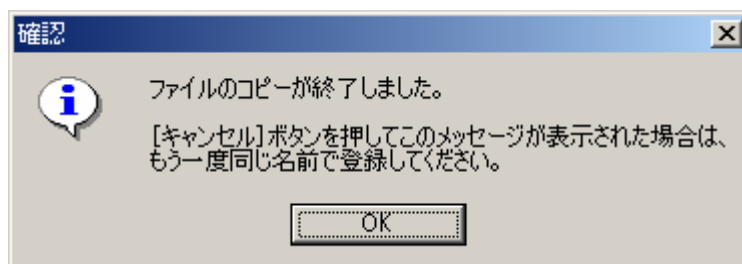 確認
ファイルのコピーが終了しました。
[キャンセル]ボタンを押してこのメッセージが表示された場合は、
もう一度同じ名前で登録してください。
OK